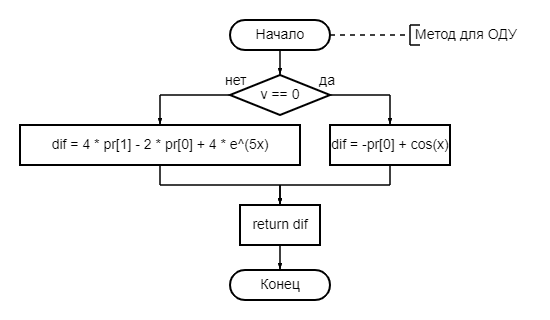 Начало
Метод для ОДУ
нет
да
v == 0
dif = 4 * pr[1] - 2 * pr[0] + 4 * e^(5x)
dif = -pr[0] + cos(x)
return dif
Конец